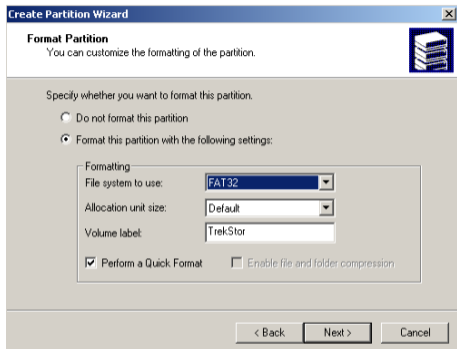 Create Partition Wizard
Format Partition
You can customize the formatting of the partition.
Specify whether you want to format this partition.
Do not format this partition
Format this partition with the following settings:
Formatting
File system to use: FAT32
Allocation unit size: Default
Volume label: TrekStor
Perform a Quick Format Enable file and folder compression
< Back Next > Cancel